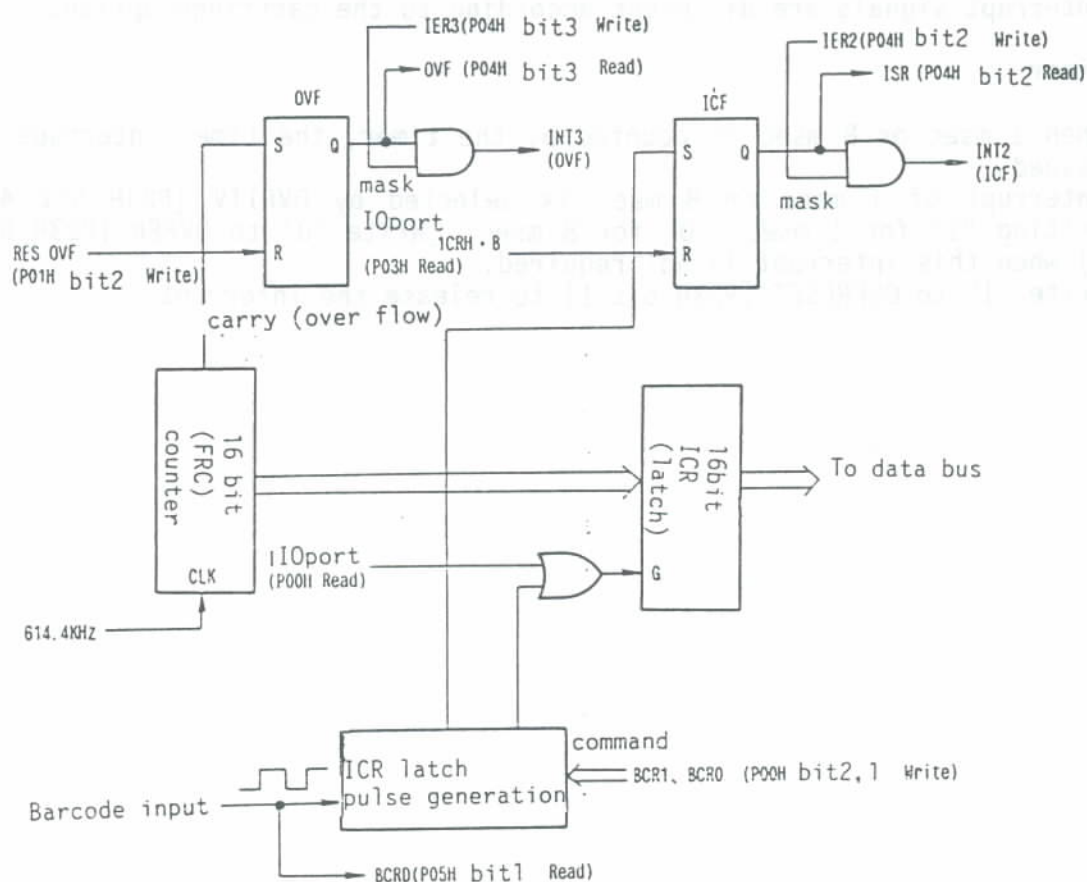 IER3(P04H bit3 Write)
OVF (P04H bit3 Read)
OVF
S Q
R
mask
INT3
(OVF)
RES OVF
(P01H bit2 Write)
IER2(P04H bit2 Write)
ISR (P04H bit2 Read)
ICF
S Q
R
mask
INT2
(ICF)
IOport
1CRH・B
(P03H Read)
carry (over flow)
16 bit
(FRC)
counter
CLK
614.4KHz
16bit
ICR
(latch)
G
To data bus
IOport
(P00H Read)
ICR latch
pulse generation
command
BCR1、BCR0 (P00H bit2,1 Write)
Barcode input
BCRD(P05H bit1 Read)